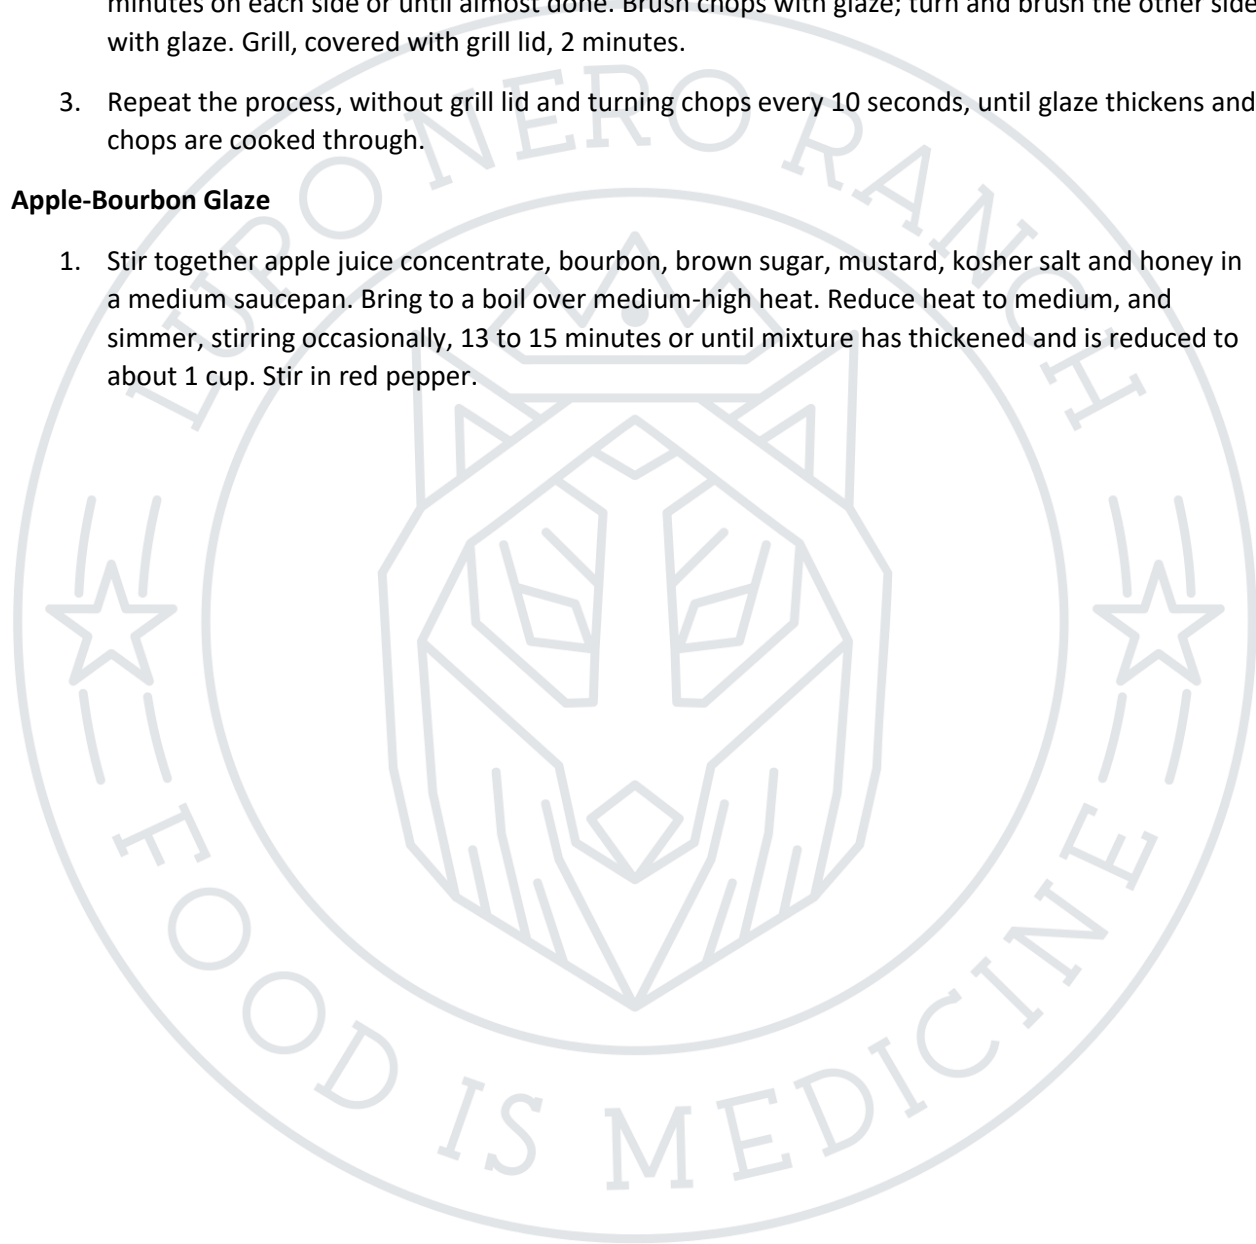 minutes on each side or until almost done. Brush chops with glaze; turn and brush the other side
with glaze. Grill, covered with grill lid, 2 minutes.
3. Repeat the process, without grill lid and turning chops every 10 seconds, until glaze thickens and
chops are cooked through.
Apple-Bourbon Glaze
1. Stir together apple juice concentrate, bourbon, brown sugar, mustard, kosher salt and honey in
a medium saucepan. Bring to a boil over medium-high heat. Reduce heat to medium, and
simmer, stirring occasionally, 13 to 15 minutes or until mixture has thickened and is reduced to
about 1 cup. Stir in red pepper.
LUPO NERO RANCH
FOOD IS MEDICINE